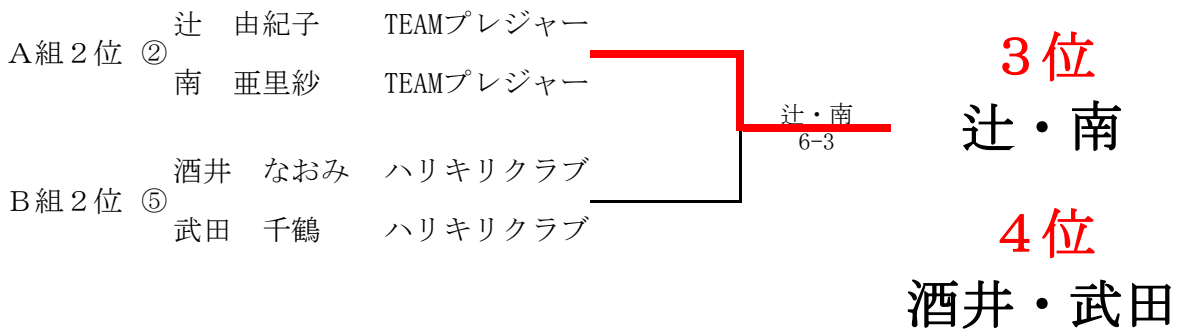 辻　由紀子　TEAMプレジャー
Ａ組２位　②
南　亜里紗　TEAMプレジャー
辻・南
6-3
酒井　なおみ　ハリキリクラブ
Ｂ組２位　⑤
武田　千鶴　ハリキリクラブ
３位
辻・南
４位
酒井・武田